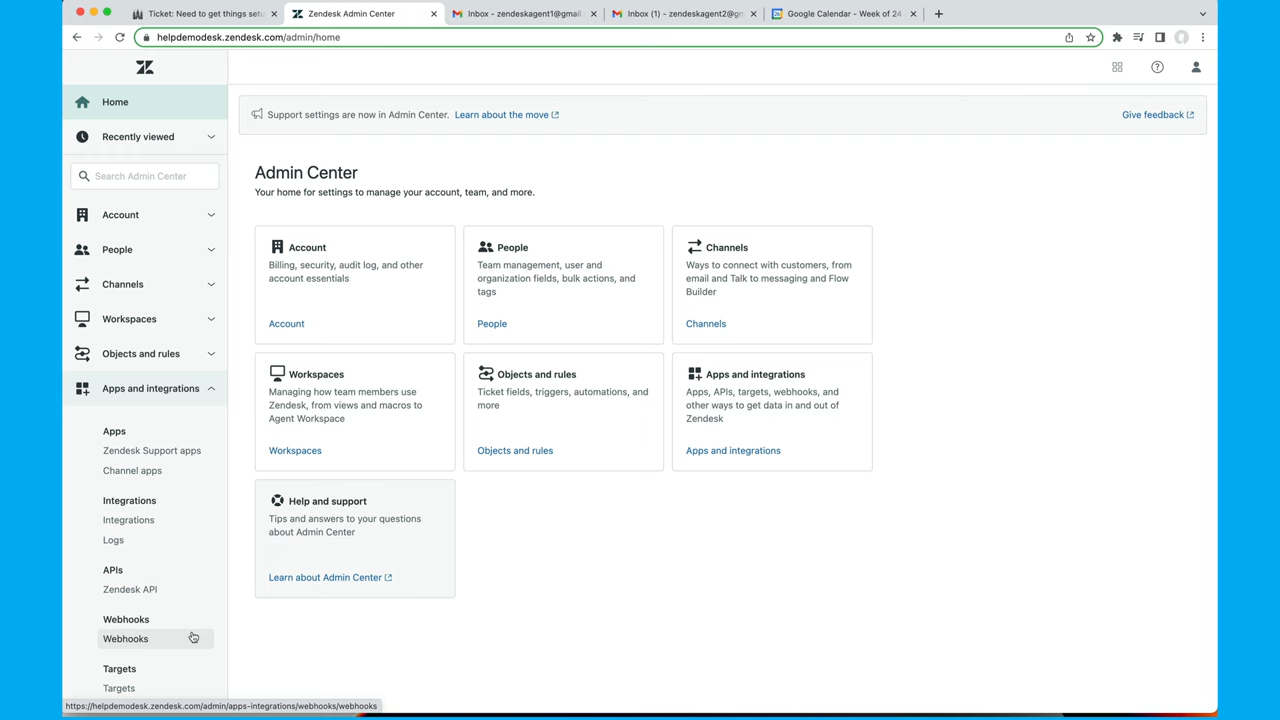 Ticket: Need to get things setu
Zendesk Admin Center
Inbox - zendeskagent1@gmail.
Inbox (1) - zendeskagent2@gm
Google Calendar - Week of 24
helpdemodesk.zendesk.com/admin/home
Home
Recently viewed
Search Admin Center
Account
People
Channels
Workspaces
Objects and rules
Apps and integrations
Apps
Zendesk Support apps
Channel apps
Integrations
Integrations
Logs
APIs
Zendesk API
Webhooks
Webhooks
Targets
Targets
https://helpdemodesk.zendesk.com/admin/apps-integrations/webhooks/webhooks
Support settings are now in Admin Center. Learn about the move
Give feedback
Admin Center
Your home for settings to manage your account, team, and more.
Account
Billing, security, audit log, and other
account essentials
Account
People
Team management, user and
organization fields, bulk actions, and
tags
People
Channels
Ways to connect with customers, from
email and Talk to messaging and Flow
Builder
Channels
Workspaces
Managing how team members use
Zendesk, from views and macros to
Agent Workspace
Workspaces
Objects and rules
Ticket fields, triggers, automations, and
more
Objects and rules
Apps and integrations
Apps, APIs, targets, webhooks, and
other ways to get data in and out of
Zendesk
Apps and integrations
Help and support
Tips and answers to your questions
about Admin Center
Learn about Admin Center